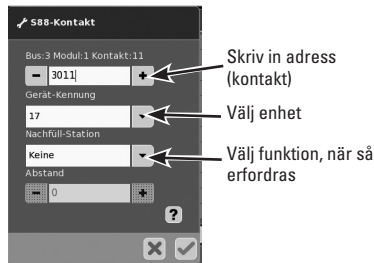 S88-Kontakt
Bus:3 Modul:1 Kontakt:11
- 3011 +
Gerät-Kennung
17
Nachfüll-Station
Keine
Abstand
- 0 +
?
Skriv in adress
(kontakt)
Välj enhet
Välj funktion, när så
erfordras